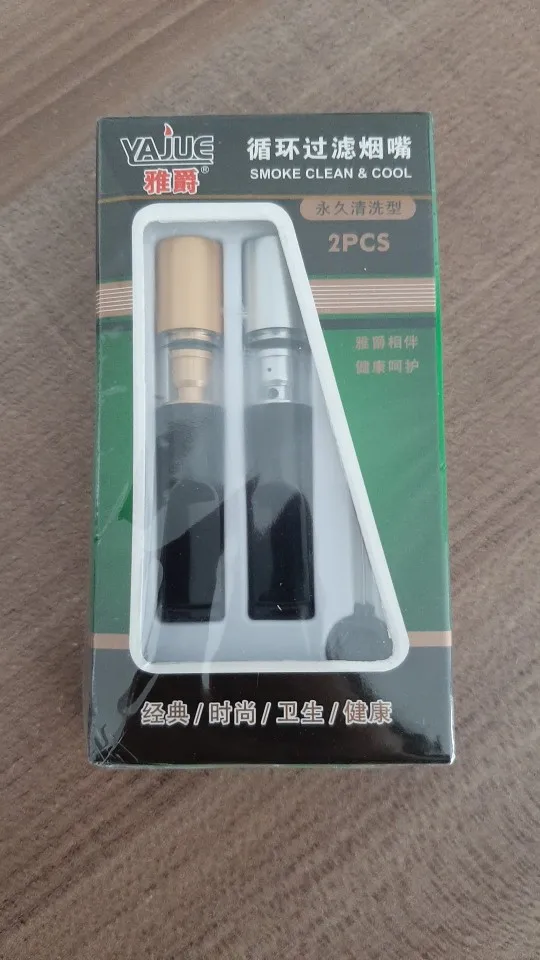 YAJUE
雅爵®
循环过滤烟嘴
SMOKE CLEAN & COOL
永久清洗型
2PCS
雅爵相伴
健康呵护
经典/时尚/卫生/健康